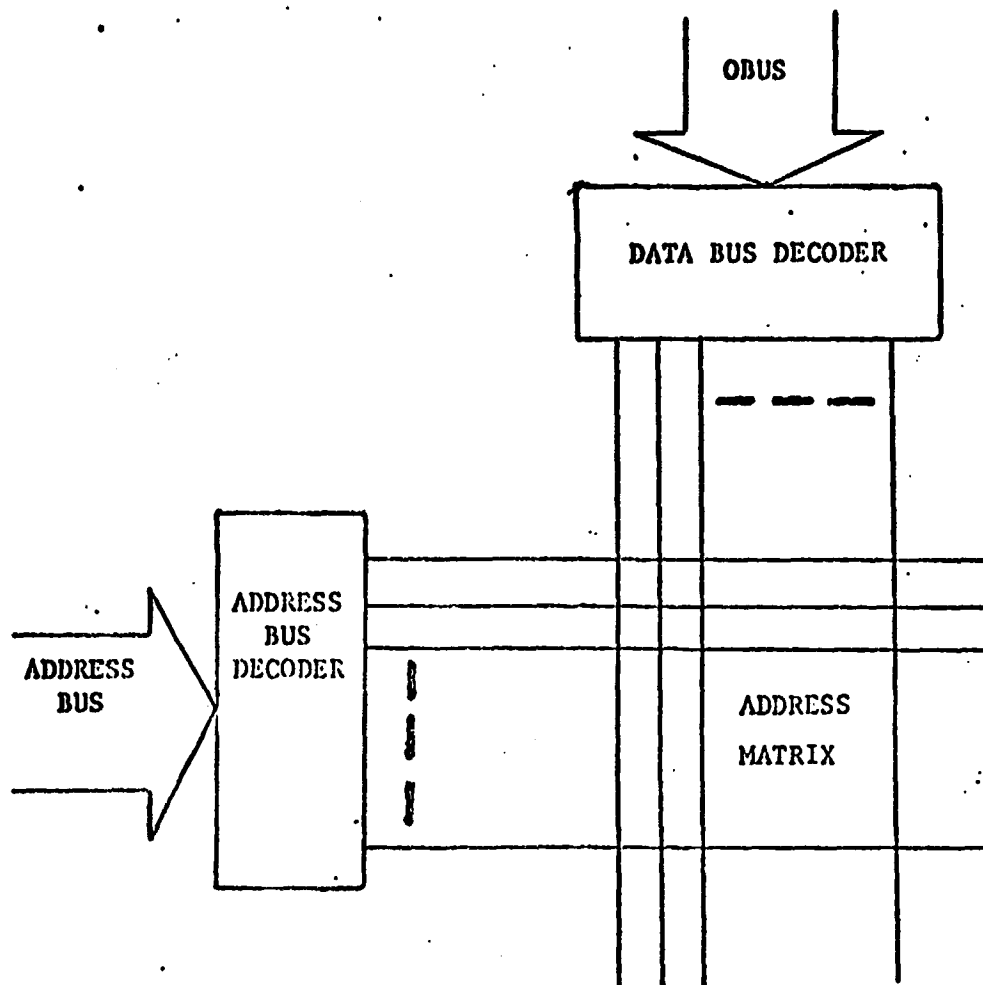 OBUS
DATA BUS DECODER
ADDRESS
BUS
DECODER
ADDRESS
BUS
ADDRESS
MATRIX